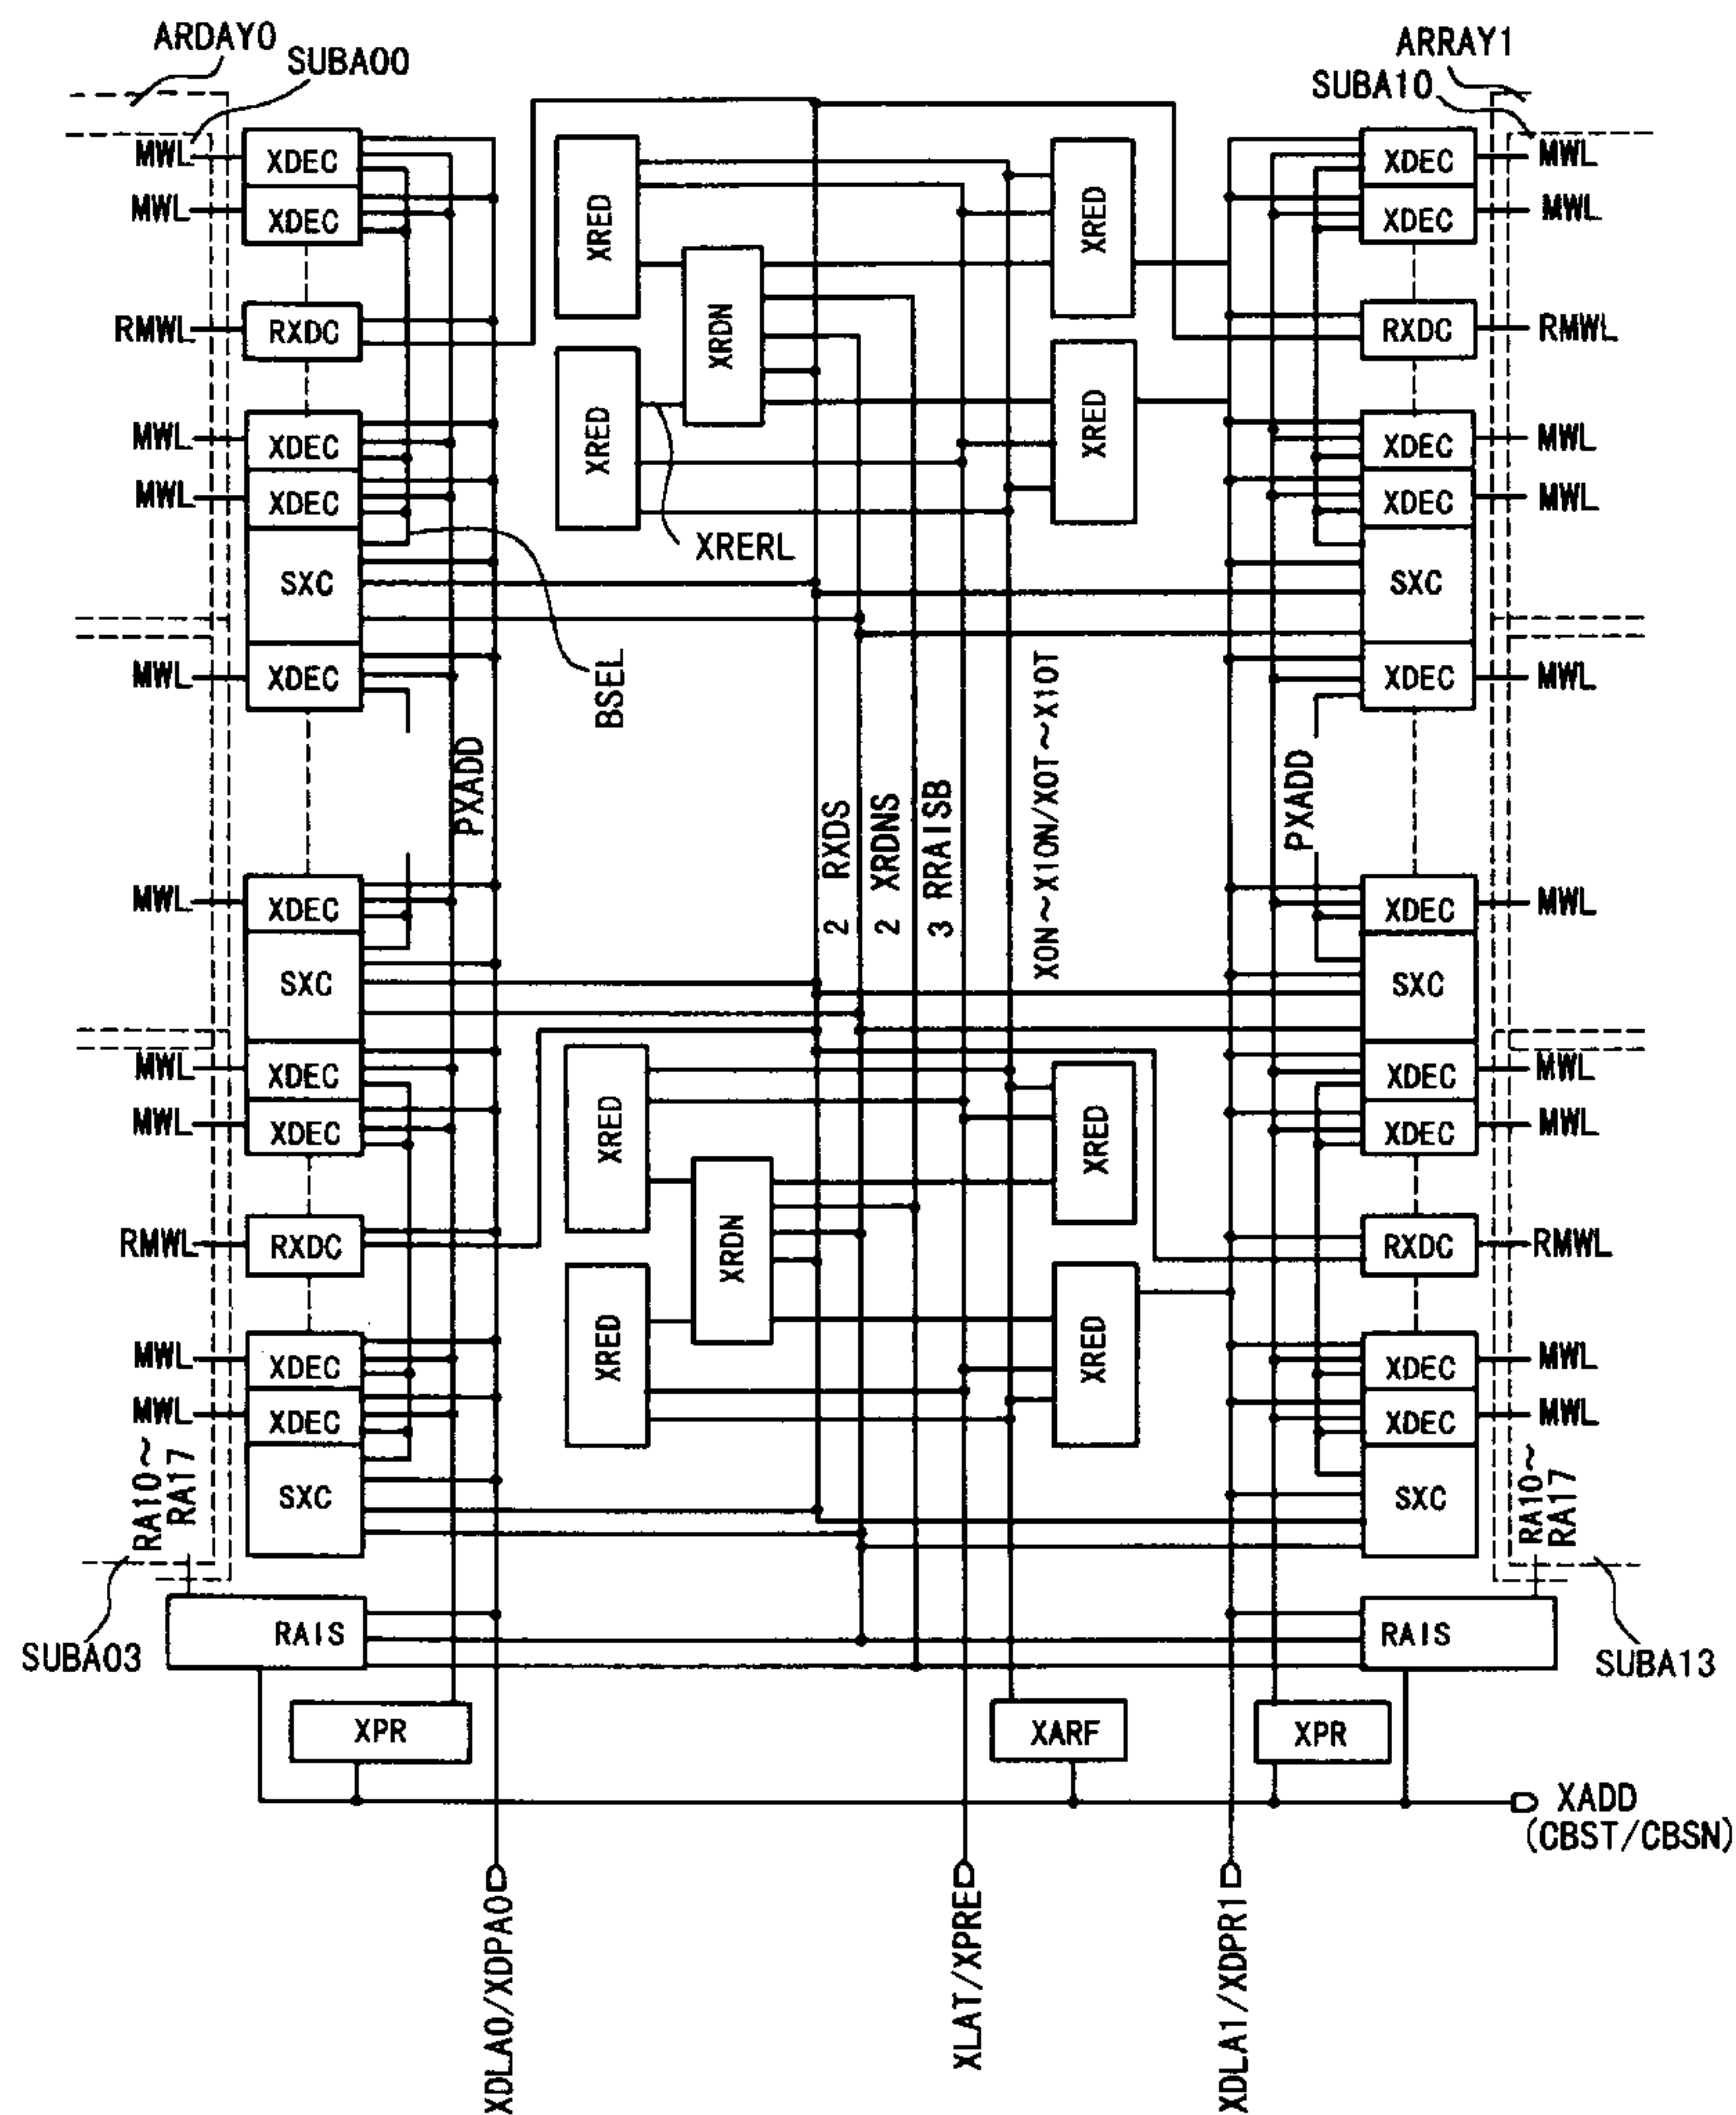 ARDAY0
SUBA00
ARRAY1
SUBA10
MWL
XDEC
XRED
XRED
XDEC
MWL
MWL
XDEC
XDEC
MWL
RMWL
RXDC
XRDN
RXDC
RMWL
MWL
XDEC
XRED
XRED
XDEC
MWL
MWL
XDEC
XDEC
MWL
XRERL
SXC
SXC
MWL
XDEC
BSEL
XDEC
MWL
PXADD
2 RXDS
2 XRDNS
3 RRAISB
X0N~X10N/X0T~X10T
PXADD
MWL
XDEC
XDEC
MWL
SXC
SXC
MWL
XDEC
XDEC
MWL
MWL
XDEC
XRED
XRED
XDEC
MWL
RMWL
RXDC
XRDN
RXDC
RMWL
MWL
XDEC
XRED
XRED
XDEC
MWL
MWL
XDEC
XDEC
MWL
RA10~
RA17
SXC
SXC
RA10~
RA17
SUBA03
RAIS
RAIS
SUBA13
XPR
XARF
XPR
XADD
(CBST/CBSN)
XDLA0/XDPA0
XLAT/XPRE
XDLA1/XDPR1